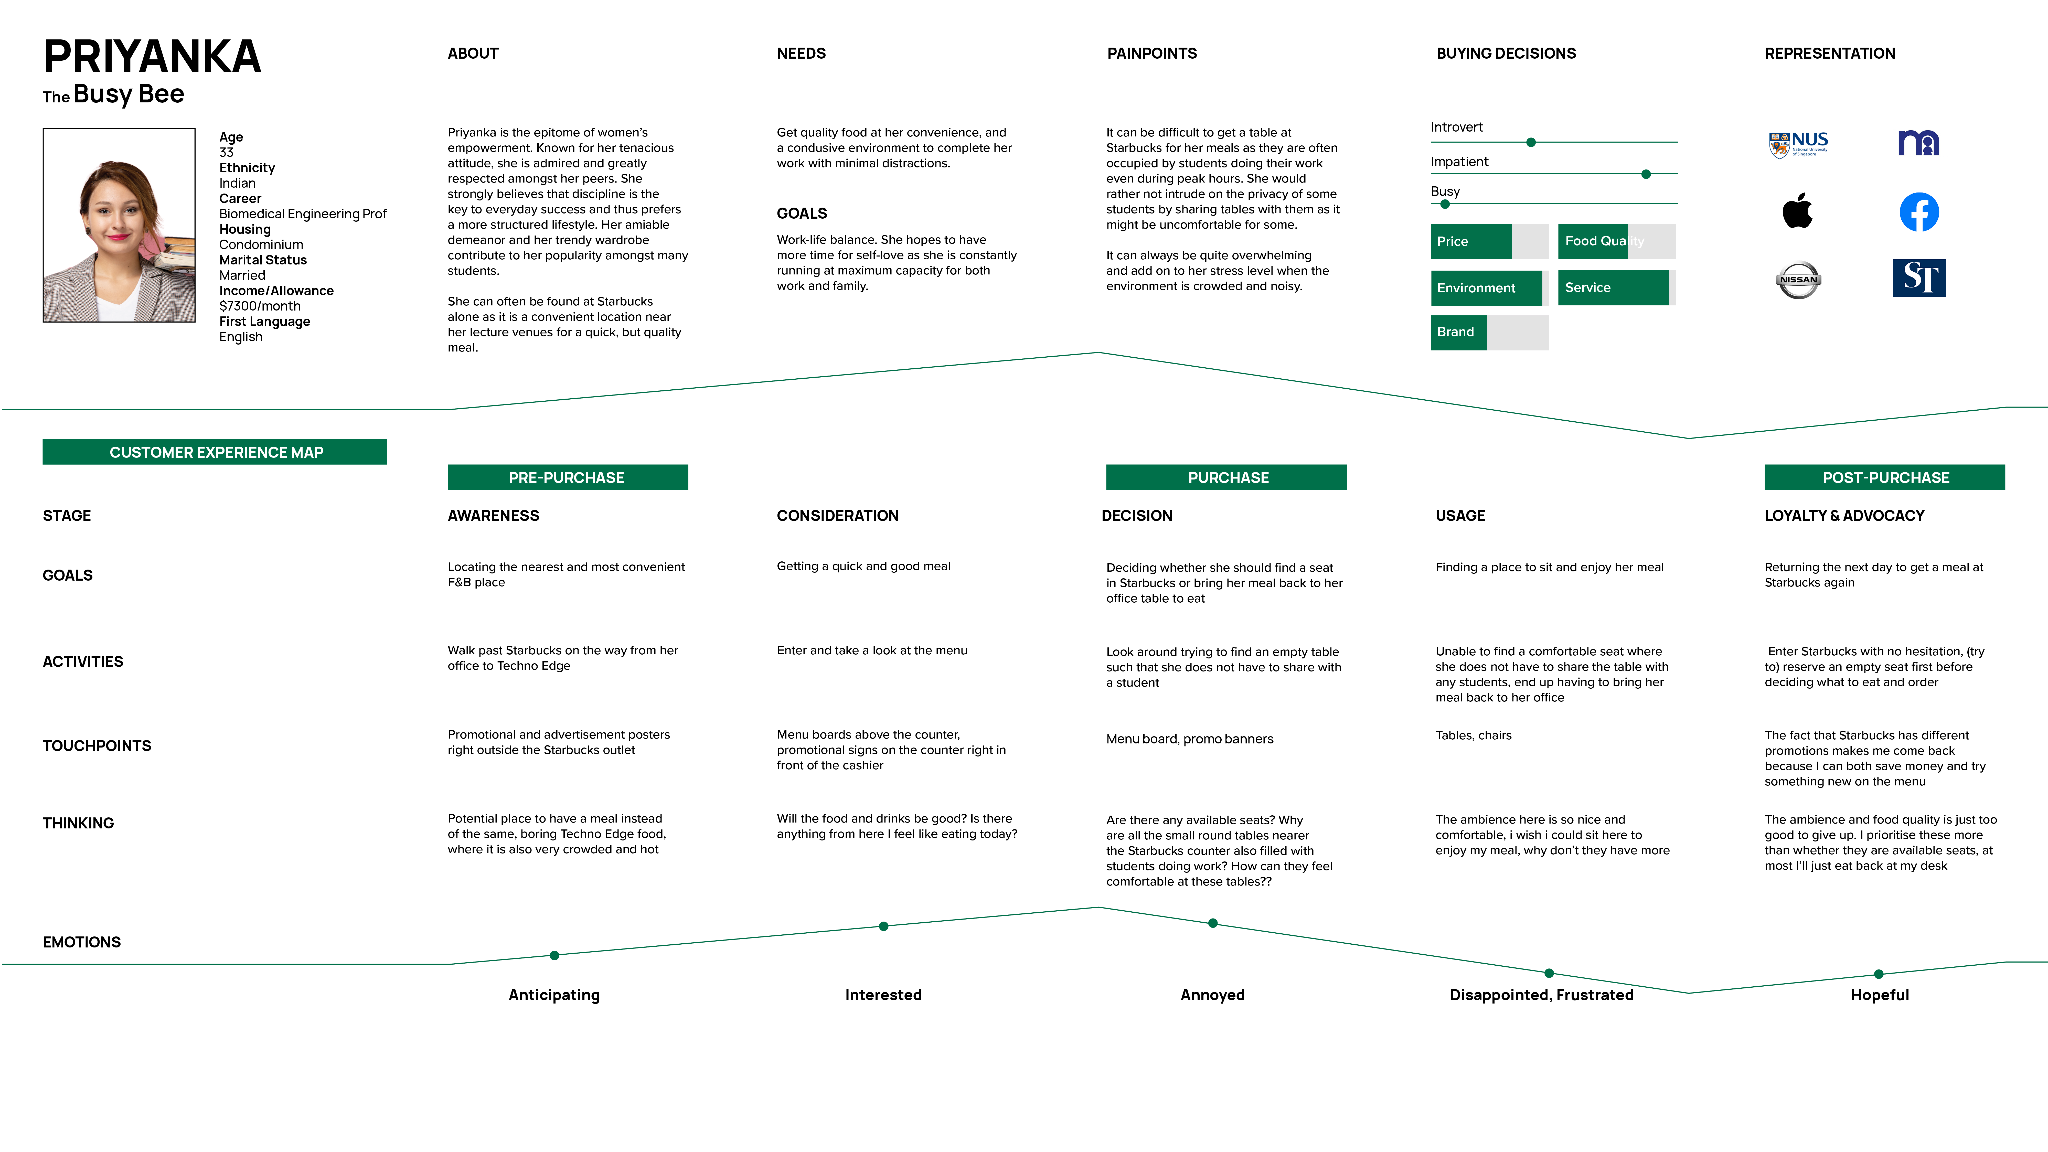 PRIYANKA
The Busy Bee
Age
33
Ethnicity
Indian
Career
Biomedical Engineering Prof
Housing
Condominium
Marital Status
Married
Income/Allowance
$7300/month
First Language
English
ABOUT
Priyanka is the epitome of women's
empowerment. Known for her tenacious
attitude, she is admired and greatly
respected amongst her peers. She
strongly believes that discipline is the
key to everyday success and thus prefers
a more structured lifestyle. Her amiable
demeanor and her trendy wardrobe
contribute to her popularity amongst many
students.
She can often be found at Starbucks
alone as it is a convenient location near
her lecture venues for a quick, but quality
meal.
NEEDS
Get quality food at her convenience, and
a condusive environment to complete her
work with minimal distractions.
GOALS
Work-life balance. She hopes to have
more time for self-love as she is constantly
running at maximum capacity for both
work and family.
PAINPOINTS
It can be difficult to get a table at
Starbucks for her meals as they are often
occupied by students doing their work
even during peak hours. She would
rather not intrude on the privacy of some
students by sharing tables with them as it
might be uncomfortable for some.
It can always be quite overwhelming
and add on to her stress level when the
environment is crowded and noisy.
BUYING DECISIONS
Introvert
Impatient
Busy
Price
Food Quality
Environment
Service
Brand
REPRESENTATION
NUS
National University
of Singapore
NISSAN
ST
CUSTOMER EXPERIENCE MAP
PRE-PURCHASE
PURCHASE
POST-PURCHASE
STAGE
AWARENESS
CONSIDERATION
DECISION
USAGE
LOYALTY & ADVOCACY
GOALS
Locating the nearest and most convenient
F&B place
Getting a quick and good meal
Deciding whether she should find a seat
in Starbucks or bring her meal back to her
office table to eat
Finding a place to sit and enjoy her meal
Returning the next day to get a meal at
Starbucks again
ACTIVITIES
Walk past Starbucks on the way from her
office to Techno Edge
Enter and take a look at the menu
Look around trying to find an empty table
such that she does not have to share with
a student
Unable to find a comfortable seat where
she does not have to share the table with
any students, end up having to bring her
meal back to her office
Enter Starbucks with no hesitation, (try
to) reserve an empty seat first before
deciding what to eat and order
TOUCHPOINTS
Promotional and advertisement posters
right outside the Starbucks outlet
Menu boards above the counter,
promotional signs on the counter right in
front of the cashier
Menu board, promo banners
Tables, chairs
The fact that Starbucks has different
promotions makes me come back
because I can both save money and try
something new on the menu
THINKING
Potential place to have a meal instead
of the same, boring Techno Edge food,
where it is also very crowded and hot
Will the food and drinks be good? Is there
anything from here I feel like eating today?
Are there any available seats? Why
are all the small round tables nearer
the Starbucks counter also filled with
students doing work? How can they feel
comfortable at these tables??
The ambience here is so nice and
comfortable, i wish i could sit here to
enjoy my meal, why don't they have more
The ambience and food quality is just too
good to give up. I prioritise these more
than whether they are available seats, at
most I'll just eat back at my desk
EMOTIONS
Anticipating
Interested
Annoyed
Disappointed, Frustrated
Hopeful